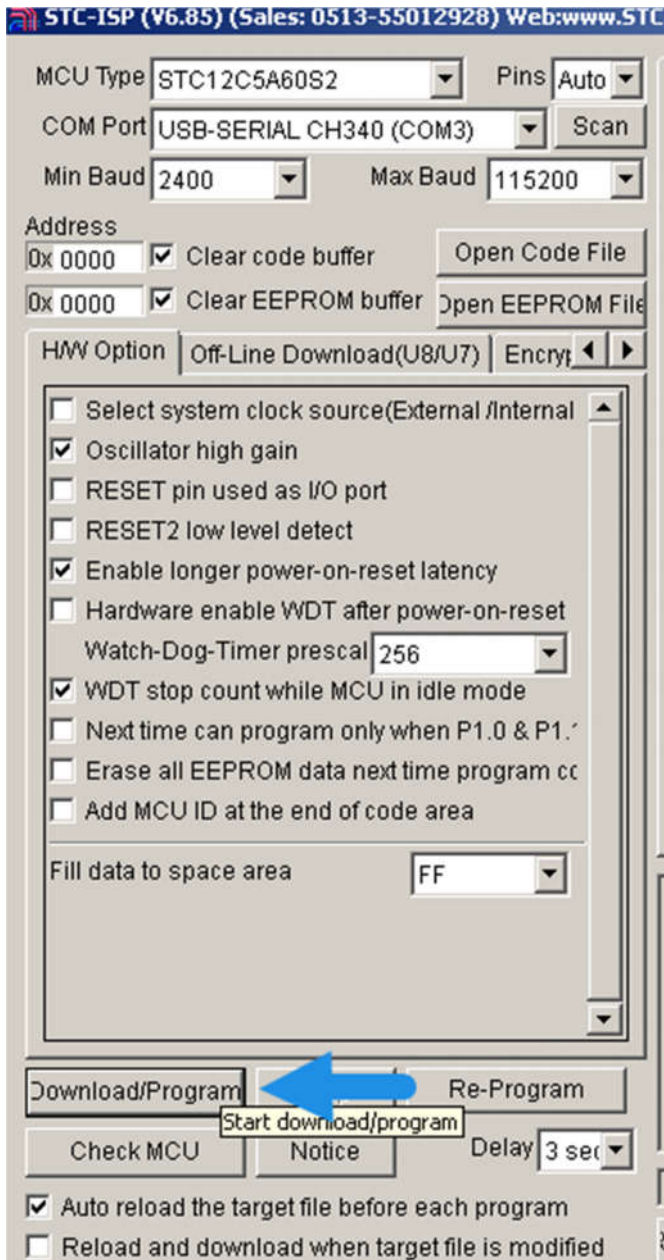 STC-ISP (V6.85) (Sales: 0513-55012928) Web:www.STC
MCU Type STC12C5A60S2 Pins Auto
COM Port USB-SERIAL CH340 (COM3) Scan
Min Baud 2400 Max Baud 115200
Address
0x 0000 Clear code buffer Open Code File
0x 0000 Clear EEPROM buffer Open EEPROM File
H/W Option Off-Line Download(U8/U7) Encry
Select system clock source(External /Internal
Oscillator high gain
RESET pin used as I/O port
RESET2 low level detect
Enable longer power-on-reset latency
Hardware enable WDT after power-on-reset
Watch-Dog-Timer prescal 256
WDT stop count while MCU in idle mode
Next time can program only when P1.0 & P1.
Erase all EEPROM data next time program co
Add MCU ID at the end of code area
Fill data to space area FF
Download/Program Re-Program
Start download/program
Check MCU Notice Delay 3 sec
Auto reload the target file before each program
Reload and download when target file is modified